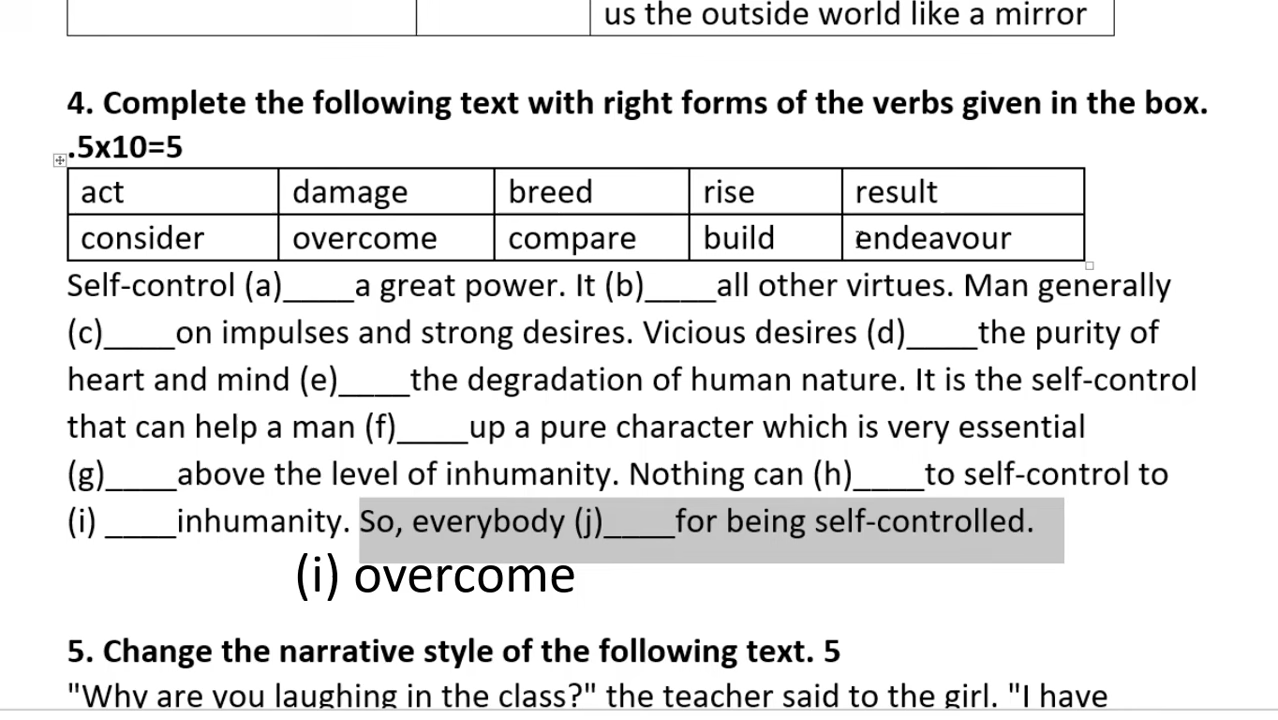 us the outside world like a mirror
4. Complete the following text with right forms of the verbs given in the box.
.5x10=5
act damage breed rise result
consider overcome compare build endeavour
Self-control (a)____a great power. It (b)____all other virtues. Man generally
(c)____on impulses and strong desires. Vicious desires (d)____the purity of
heart and mind (e)____the degradation of human nature. It is the self-control
that can help a man (f)____up a pure character which is very essential
(g)____above the level of inhumanity. Nothing can (h)____to self-control to
(i) ____inhumanity. So, everybody (j)____for being self-controlled.
(i) overcome
5. Change the narrative style of the following text. 5
"Why are you laughing in the class?" the teacher said to the girl. "I have